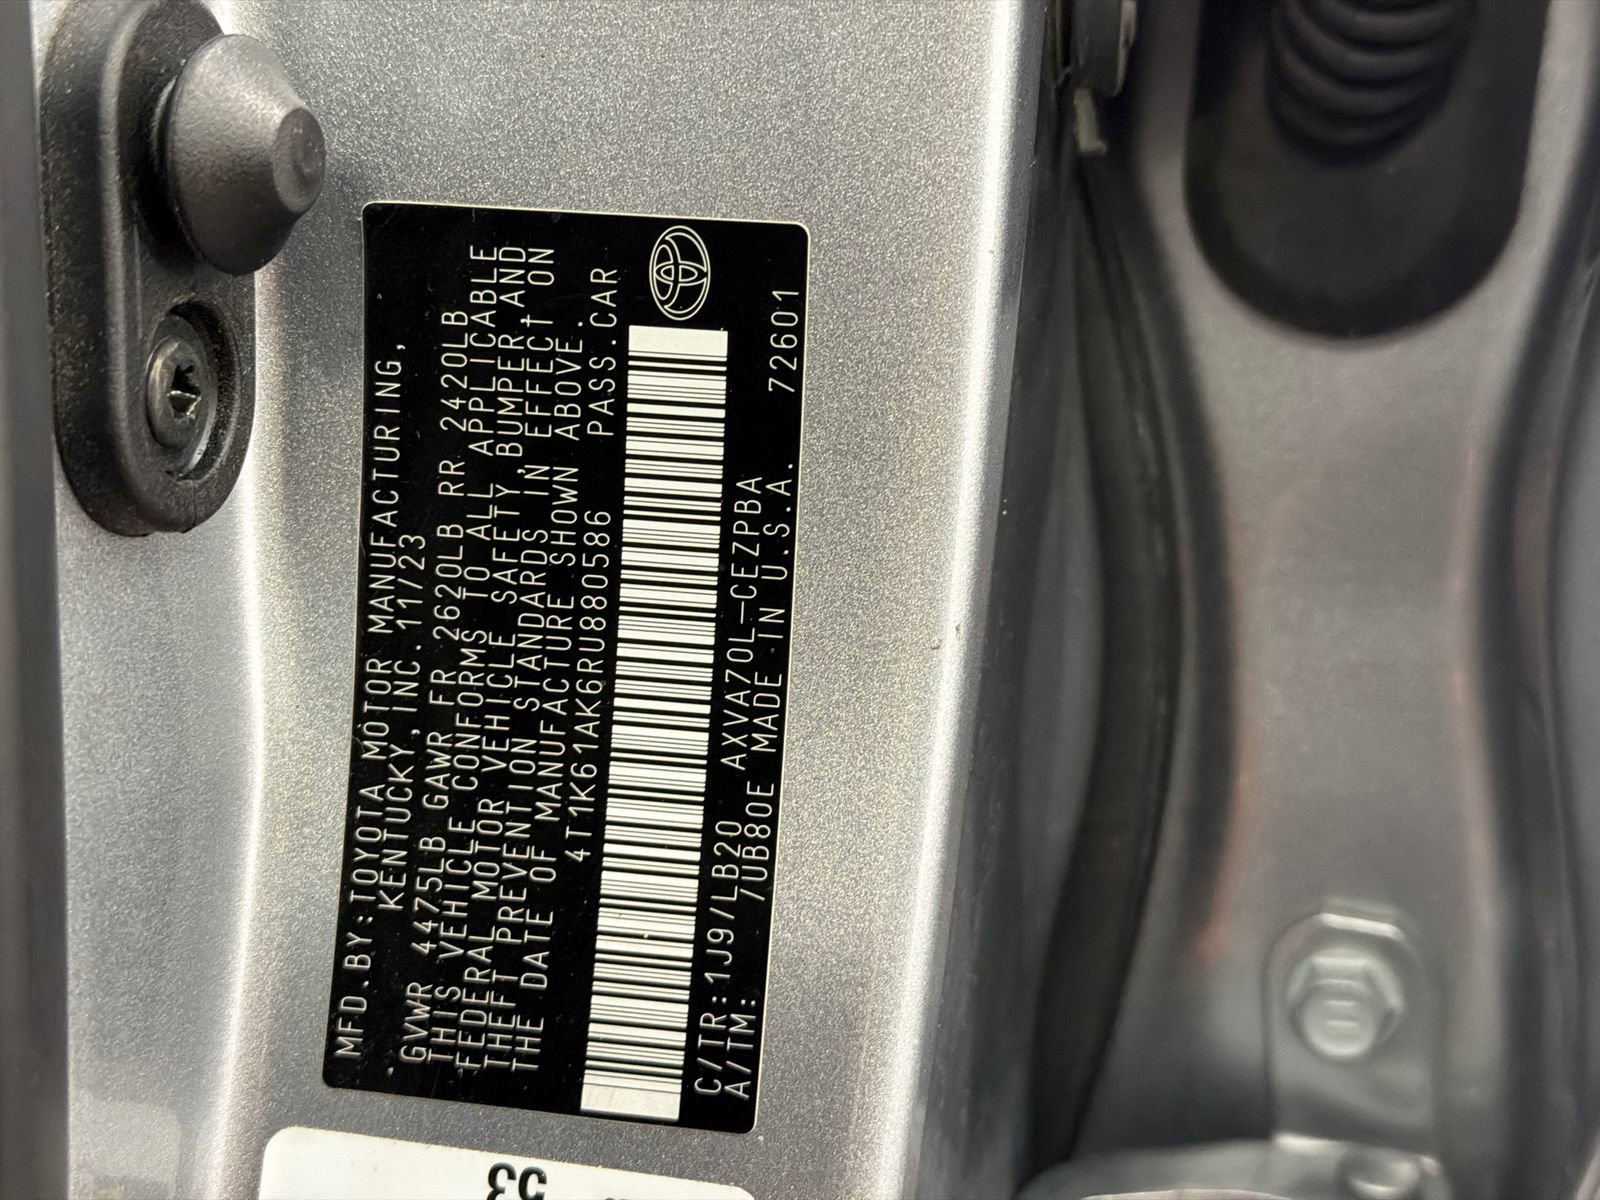 MFD.BY:TOYOTA MOTOR MANUFACTURING,
KENTUCKY,INC. 11/23
GVWR 4475LB GAWR FR 2620LB RR 2420LB
THIS VEHICLE CONFORMS TO ALL APPLICABLE
FEDERAL MOTOR VEHICLE SAFETY,BUMPER,AND
THEFT PREVENTION STANDARDS IN EFFECT ON
THE DATE OF MANUFACTURE SHOWN ABOVE.
4T1K61AK6RU880586 PASS.CAR
C/TR:1J9/LB20 AXVA70L-CEZPBA
A/TM: /UB80E MADE IN U.S.A. 72601
53